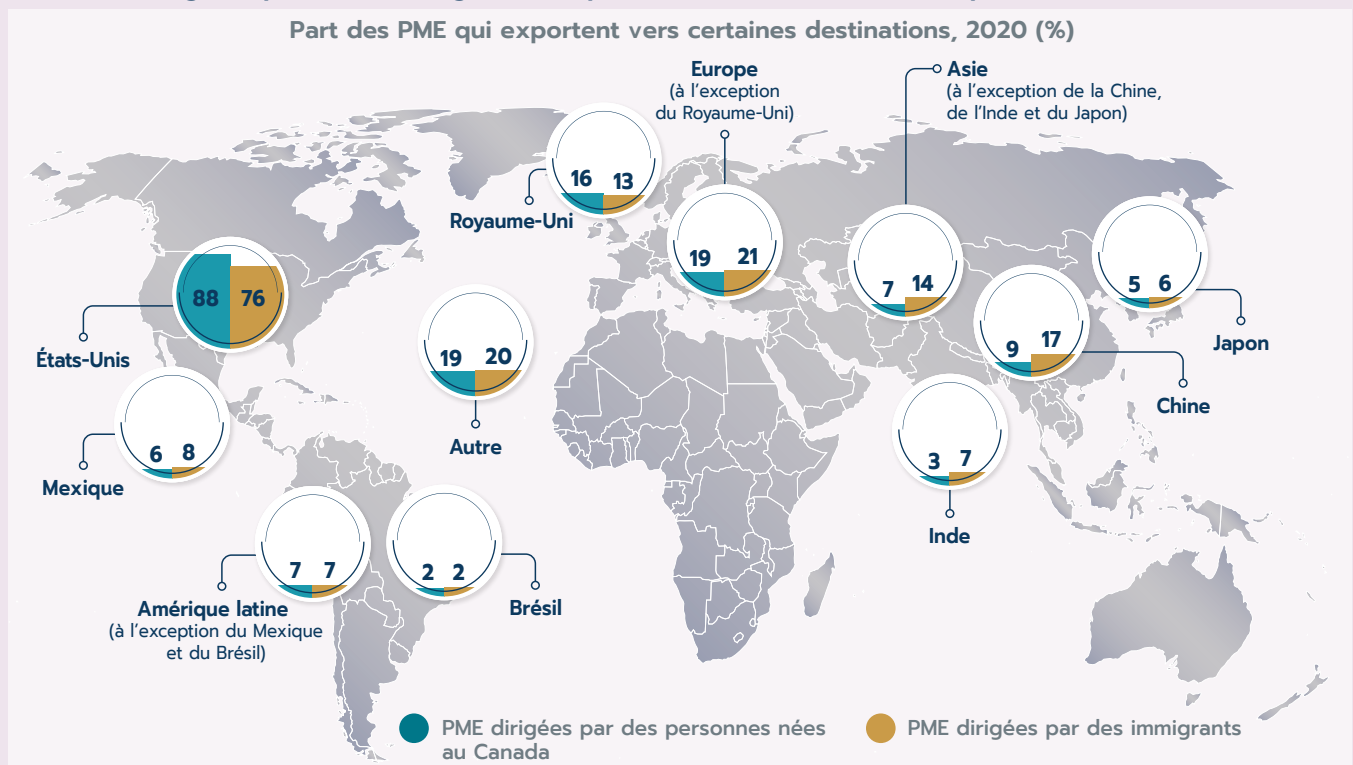 Part des PME qui exportent vers certaines destinations, 2020 (%)
Europe
(à l'exception
du Royaume-Uni)
Asie
(à l'exception de la Chine,
de l'Inde et du Japon)
16 13
Royaume-Uni
19 21
7 14
5 6
Japon
88 76
États-Unis
19 20
Autre
9 17
Chine
6 8
Mexique
3 7
Inde
7 7
Amérique latine
(à l'exception du Mexique
et du Brésil)
2 2
Brésil
PME dirigées par des personnes nées
au Canada
PME dirigées par des immigrants